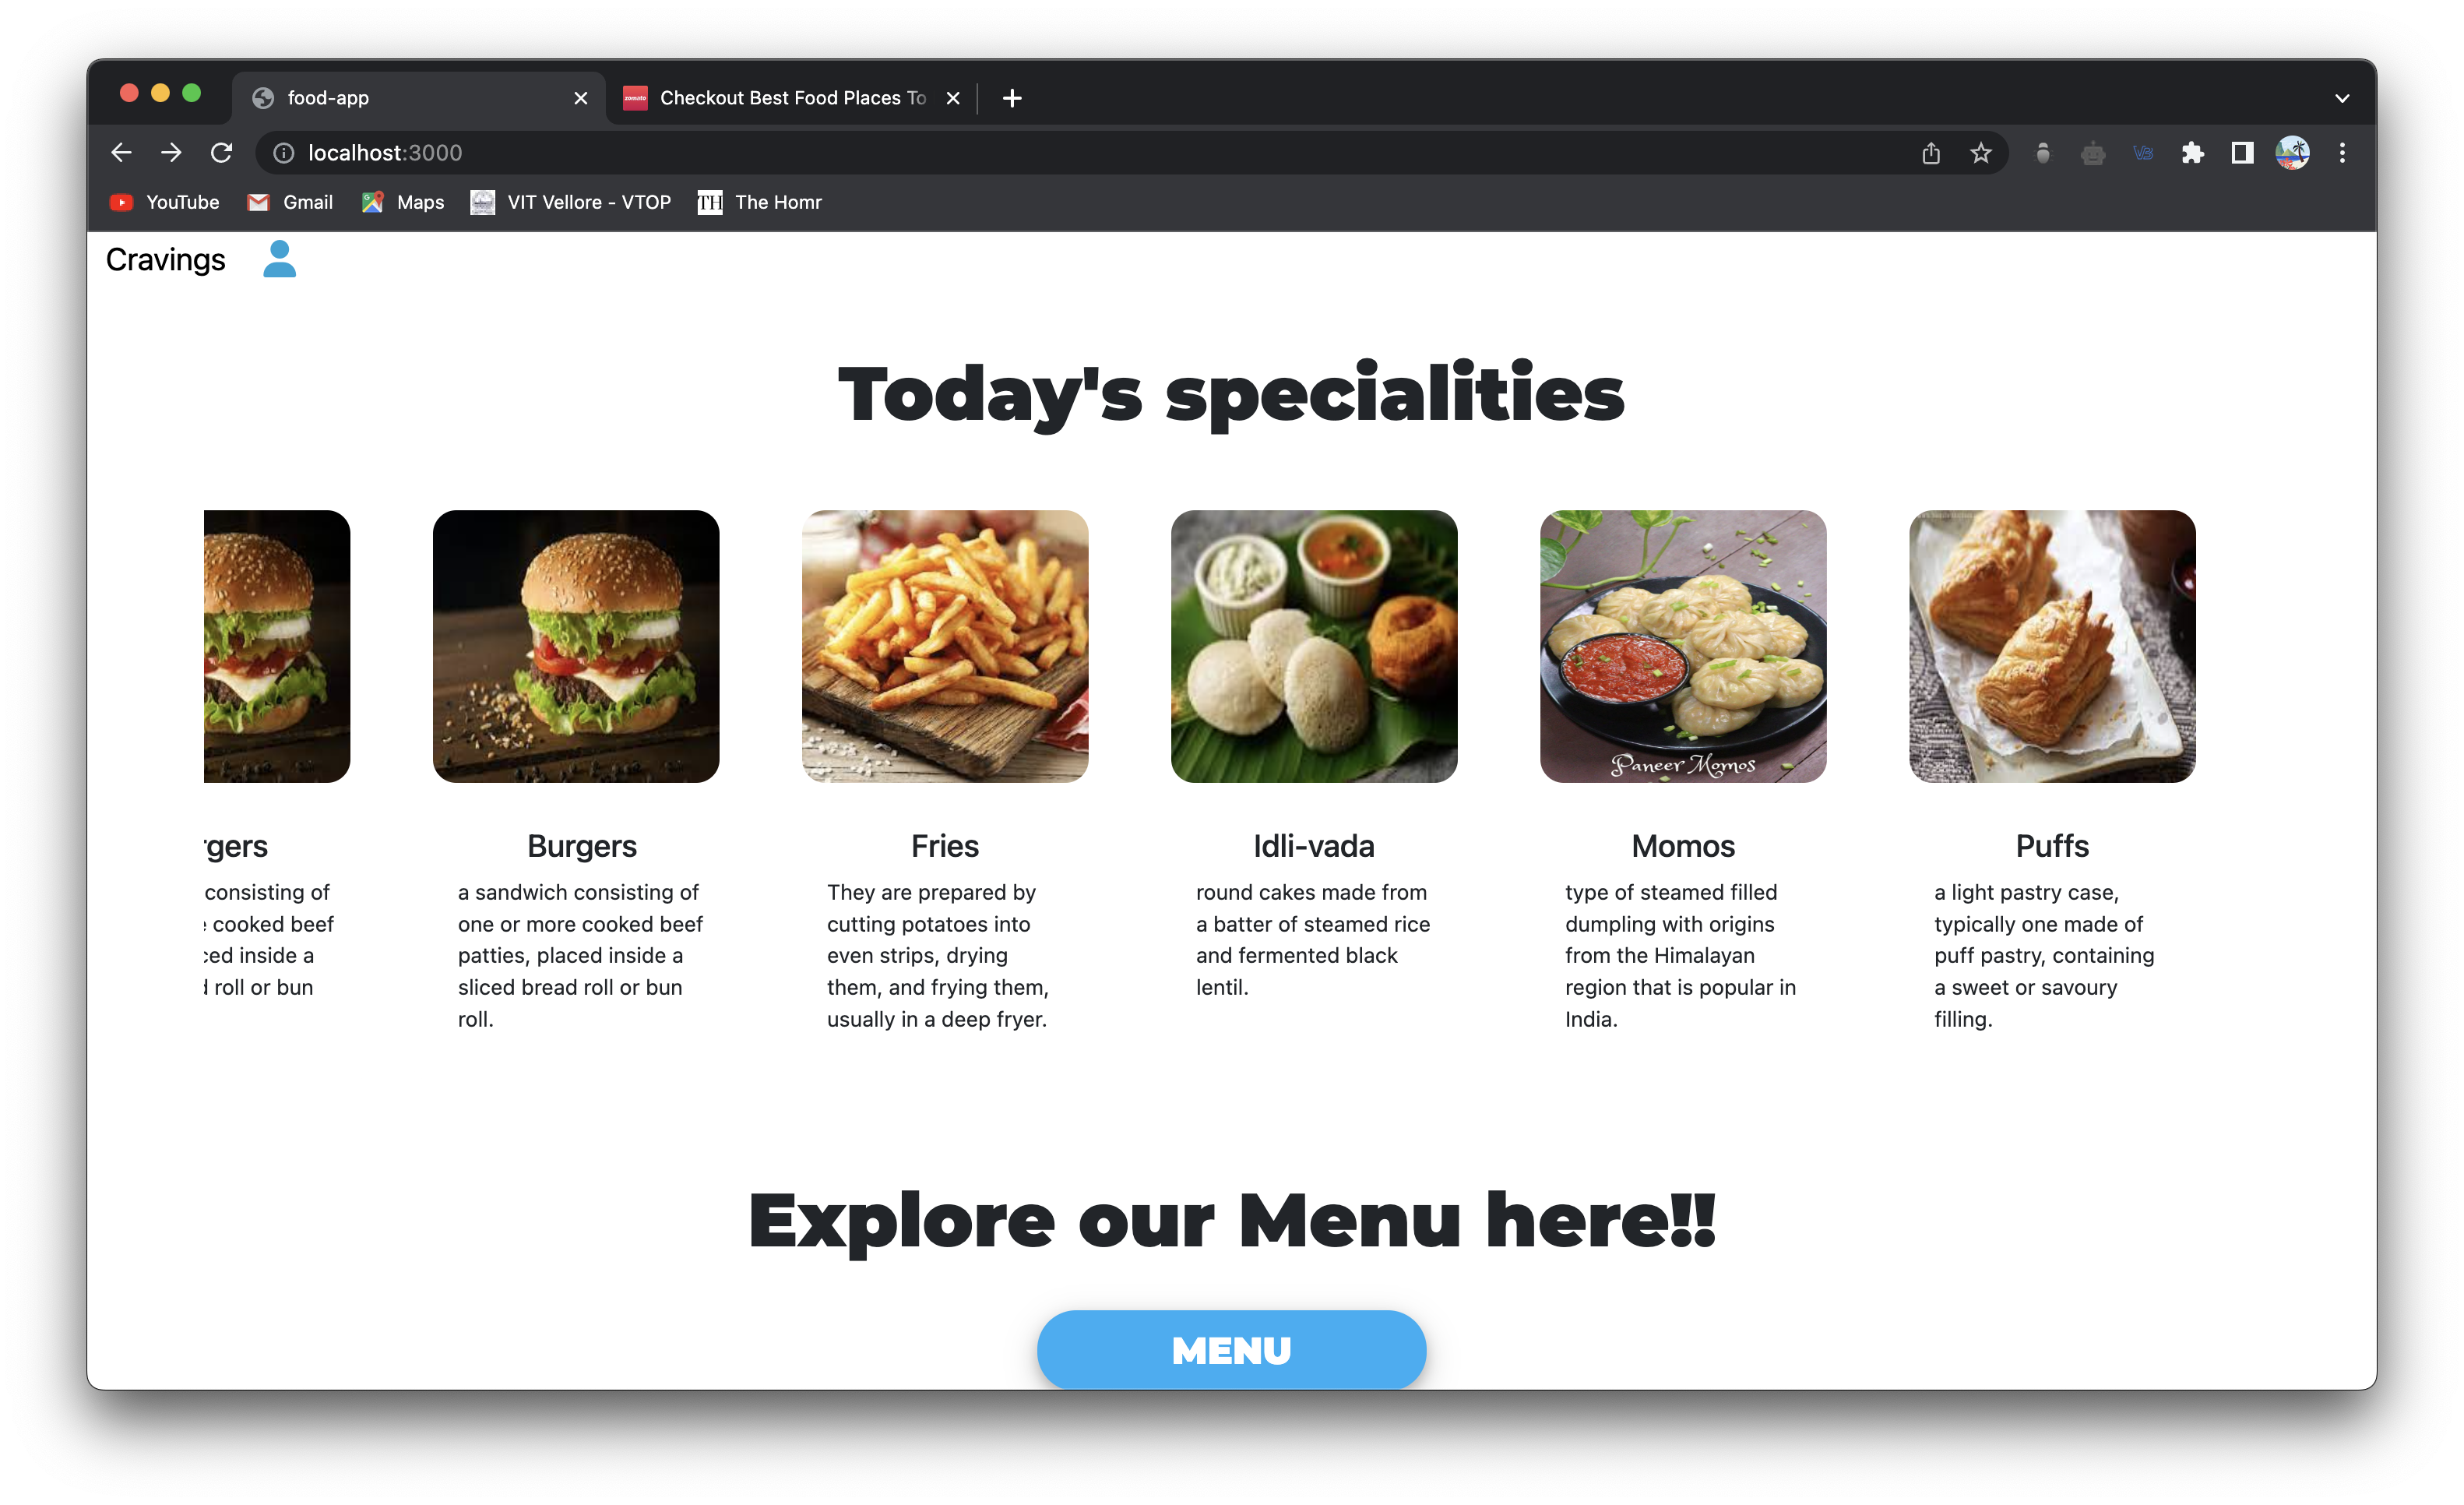 food-app
zomato
Checkout Best Food Places To
localhost:3000
YouTube
Gmail
Maps
VIT Vellore - VTOP
TH
The Homr
Cravings
Today's specialities
Paneer Momos
rgers
consisting of
cooked beef
ced inside a
roll or bun
Burgers
a sandwich consisting of
one or more cooked beef
patties, placed inside a
sliced bread roll or bun
roll.
Fries
They are prepared by
cutting potatoes into
even strips, drying
them, and frying them,
usually in a deep fryer.
Idli-vada
round cakes made from
a batter of steamed rice
and fermented black
lentil.
Momos
type of steamed filled
dumpling with origins
from the Himalayan
region that is popular in
India.
Puffs
a light pastry case,
typically one made of
puff pastry, containing
a sweet or savoury
filling.
Explore our Menu here!!
MENU